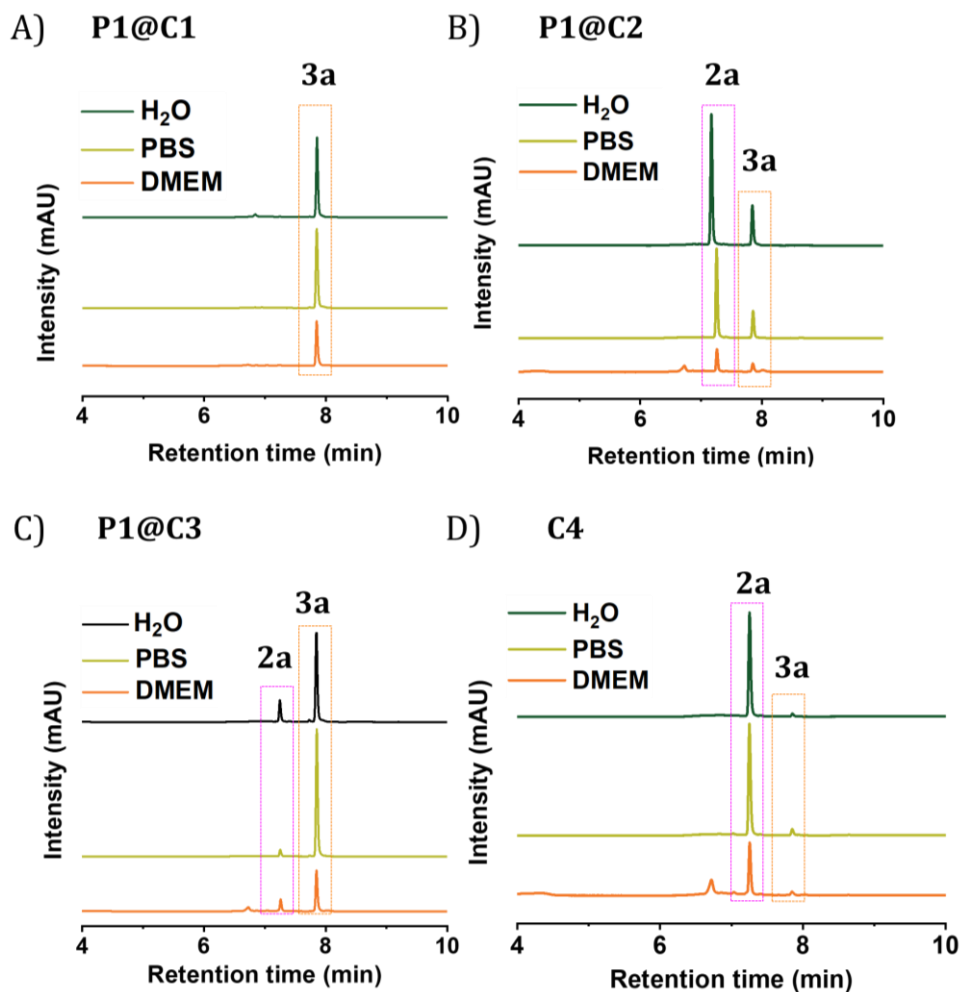 A) P1@C1
3a
H₂O
PBS
DMEM
Intensity (mAU)
4 6 8 10
Retention time (min)
B) P1@C2
2a
3a
H₂O
PBS
DMEM
Intensity (mAU)
4 6 8 10
Retention time (min)
C) P1@C3
3a
2a
H₂O
PBS
DMEM
Intensity (mAU)
4 6 8 10
Retention time (min)
D) C4
2a
3a
H₂O
PBS
DMEM
Intensity (mAU)
4 6 8 10
Retention time (min)